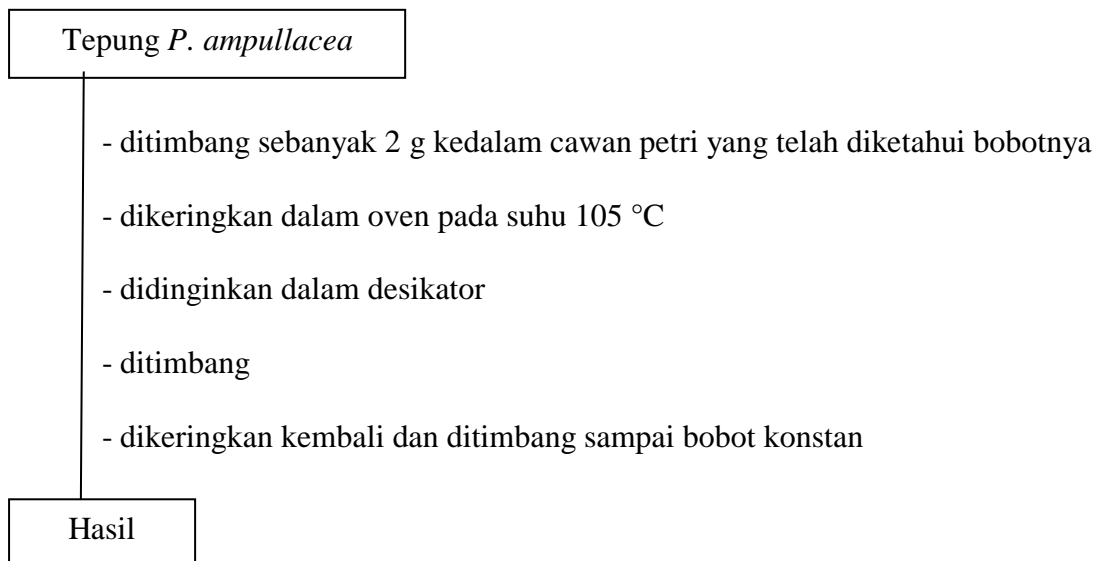 Tepung P. ampullacea
- ditimbang sebanyak 2 g kedalam cawan petri yang telah diketahui bobotnya
- dikeringkan dalam oven pada suhu 105 °C
- didinginkan dalam desikator
- ditimbang
- dikeringkan kembali dan ditimbang sampai bobot konstan
Hasil